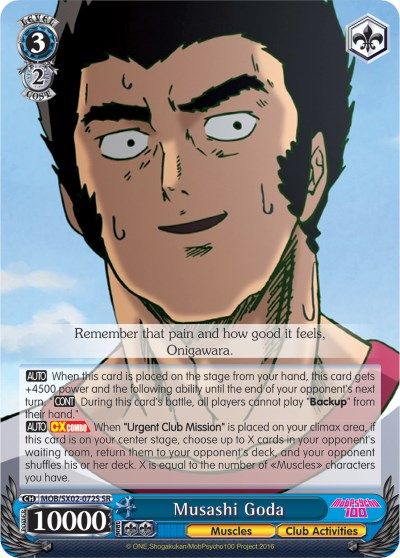 LEVEL
3
2
COST
Remember that pain and how good it feels,
Onigawara.
AUTO When this card is placed on the stage from your hand, this card gets
+4500 power and the following ability until the end of your opponent's next
turn. "CONT During this card's battle, all players cannot play "Backup" from
their hand."
AUTO CX COMBO When "Urgent Club Mission" is placed on your climax area, if
this card is on your center stage, choose up to X cards in your opponent's
waiting room, return them to your opponent's deck, and your opponent
shuffles his or her deck. X is equal to the number of «Muscles» characters
you have.
CH MOB/SX02-072S SR
POWER 10000
Musashi Goda
MobPsycho 100
Muscles
Club Activities
© ONE,Shogakukan/MobPsycho100 Project 2016